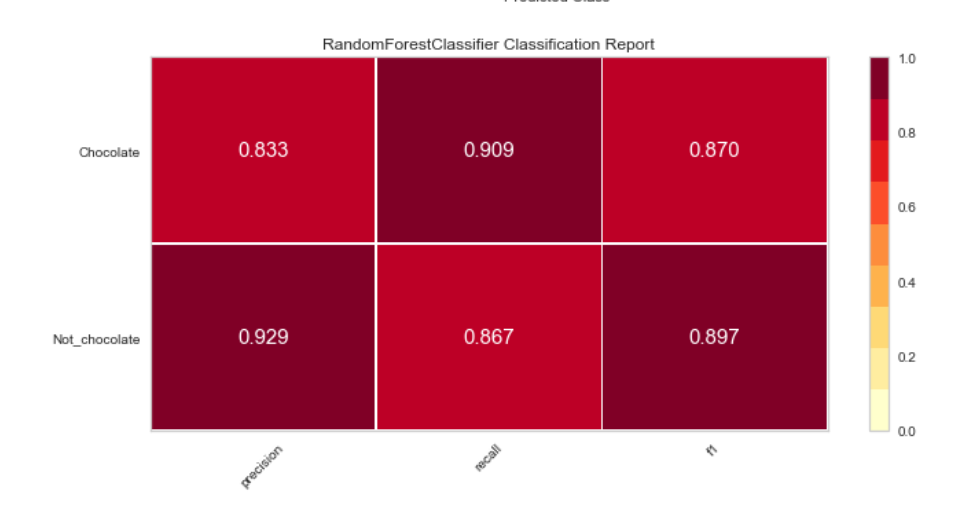 RandomForestClassifier Classification Report
1.0
Chocolate 0.833 0.909 0.870
0.8
0.6
0.4
Not_chocolate 0.929 0.867 0.897
0.2
0.0
precision recall f1